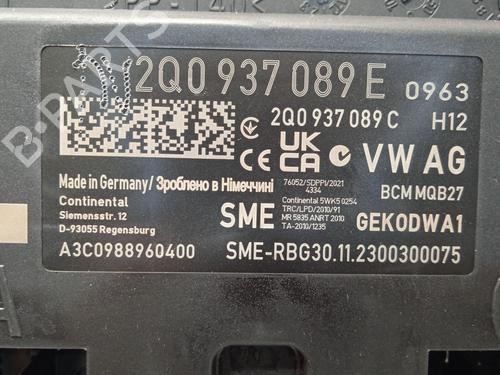 2Q0 937 089 E 0963
2Q0 937 089 C H12
UK
CA
CE
VW AG
Made in Germany/ Зроблено в Німеччині
76052/SDPPI/2021
4334
BCM MQB27
Continental
Siemensstr. 12
D-93055 Regensburg
SME
Continental 5WK5 0254
TRC/LPD/2010/91
MR 5835 ANRT 2010
TA-2010/1235
GEKODWA1
A3C0988960400 SME-RBG30.11.2300300075
B-PARTS